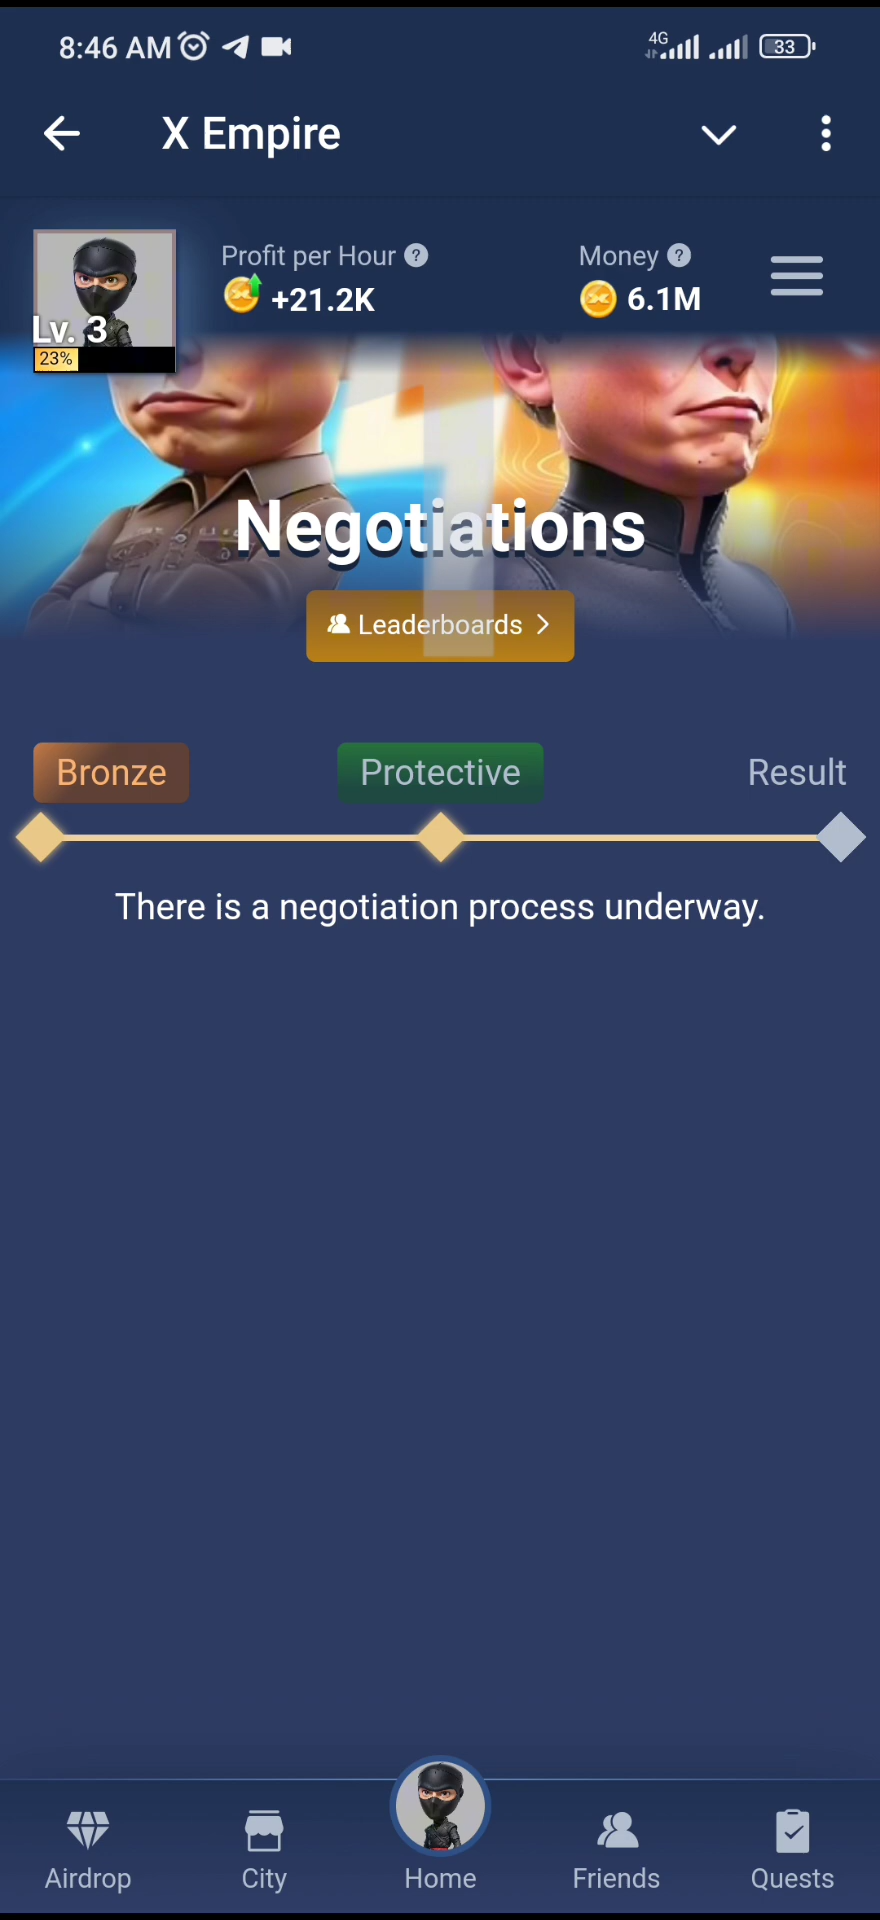 8:46 AM
4G
33
X Empire
Profit per Hour ?
+21.2K
Money ?
6.1M
Lv. 3
23%
Negotiations
Leaderboards
Bronze
Protective
Result
There is a negotiation process underway.
Airdrop
City
Home
Friends
Quests